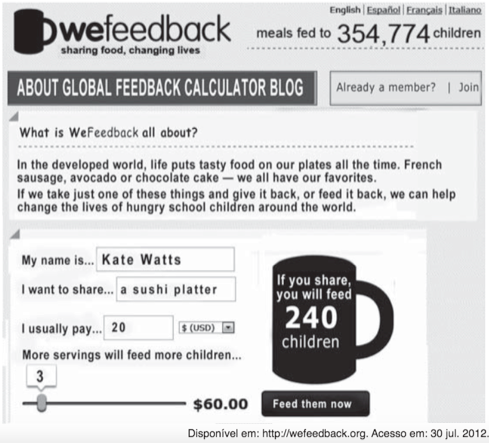 English | Español | Français | Italiano
wefeedback
sharing food, changing lives
meals fed to 354,774 children
ABOUT GLOBAL FEEDBACK CALCULATOR BLOG
Already a member? | Join
What is WeFeedback all about?
In the developed world, life puts tasty food on our plates all the time. French
sausage, avocado or chocolate cake — we all have our favorites.
If we take just one of these things and give it back, or feed it back, we can help
change the lives of hungry school children around the world.
My name is... Kate Watts
I want to share... a sushi platter
I usually pay... 20 $ (USD)
More servings will feed more children...
3
$60.00
If you share,
you will feed
240
children
Feed them now
Disponível em: http://wefeedback.org. Acesso em: 30 jul. 2012.